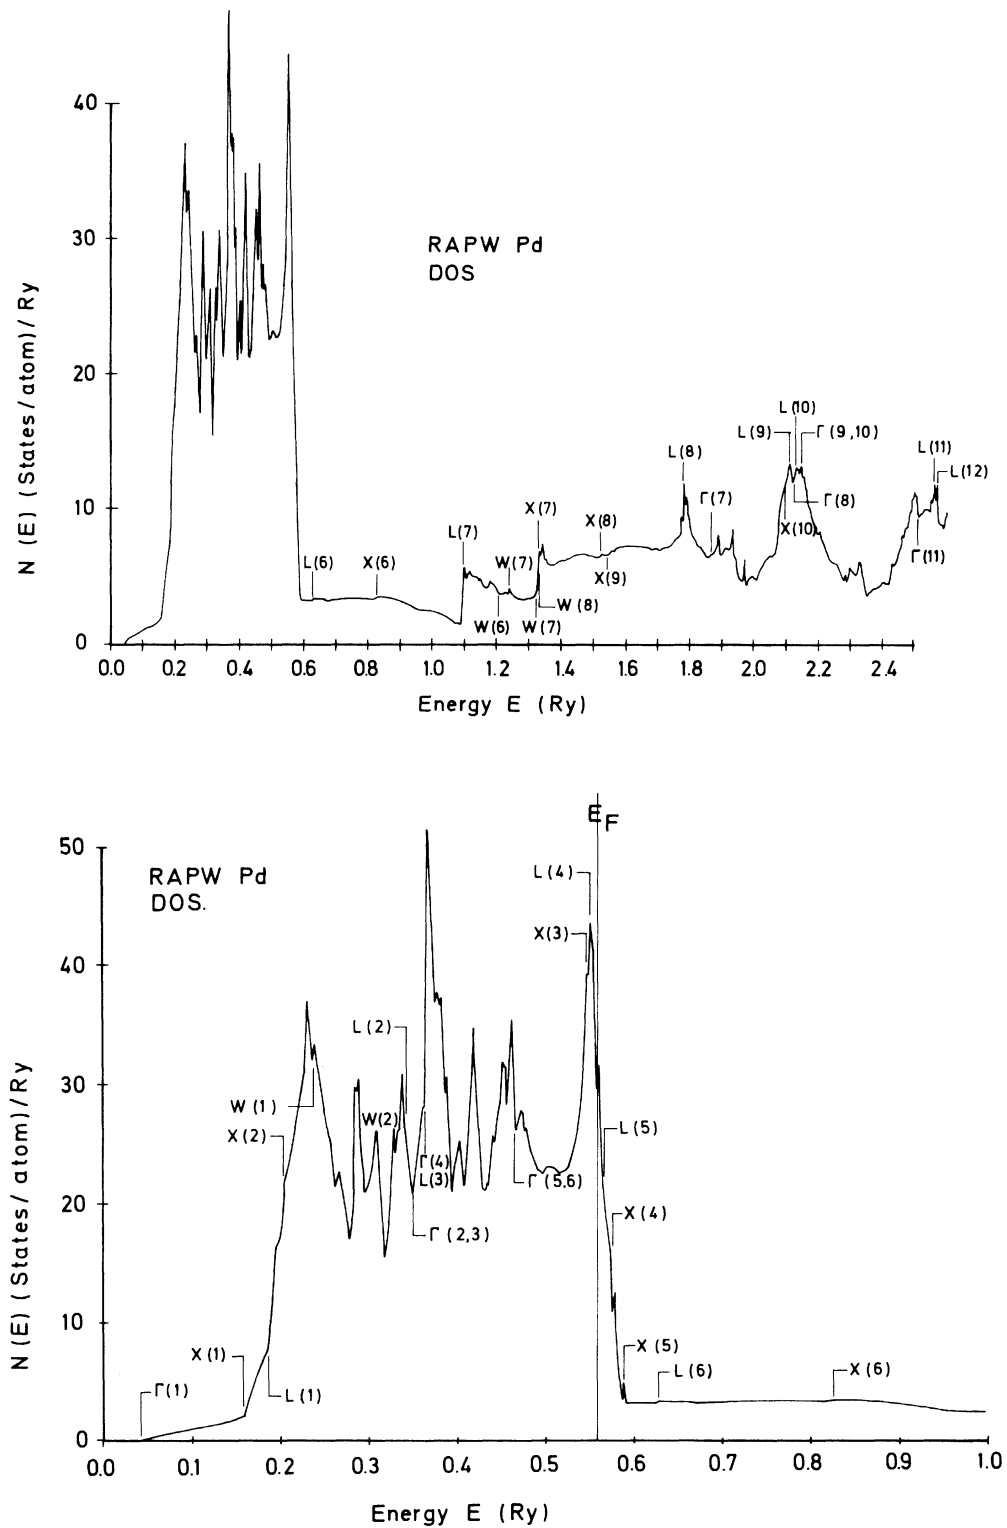 40
30
20
10
0
N (E) (States/atom)/Ry
RAPW Pd
DOS
L(6)
X(6)
L(7)
W(6)
W(7)
X(7)
W(7)
W(8)
X(8)
X(9)
L(8)
Γ(7)
L(9)
L(10)
Γ(9,10)
Γ(8)
X(10)
L(11)
L(12)
Γ(11)
0.0 0.2 0.4 0.6 0.8 1.0 1.2 1.4 1.6 1.8 2.0 2.2 2.4
Energy E (Ry)
50
40
30
20
10
0
N(E) (States/atom)/Ry
RAPW Pd
DOS.
E_F
L(4)
X(3)
L(2)
W(1)
X(2)
W(2)
Γ(4)
L(3)
Γ(5,6)
Γ(2,3)
L(5)
X(4)
X(1)
Γ(1)
L(1)
X(5)
L(6)
X(6)
0.0 0.1 0.2 0.3 0.4 0.5 0.6 0.7 0.8 0.9 1.0
Energy E (Ry)